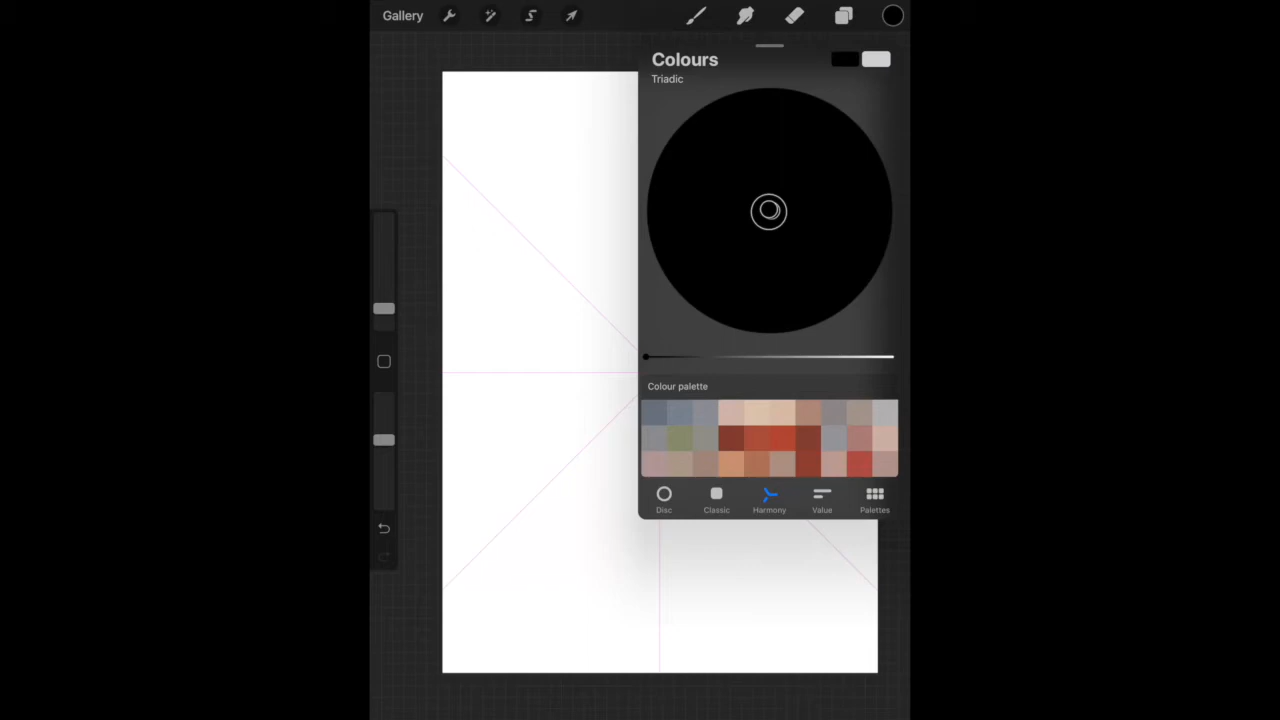 Gallery
Colours
Triadic
Colour palette
Disc
Classic
Harmony
Value
Palettes